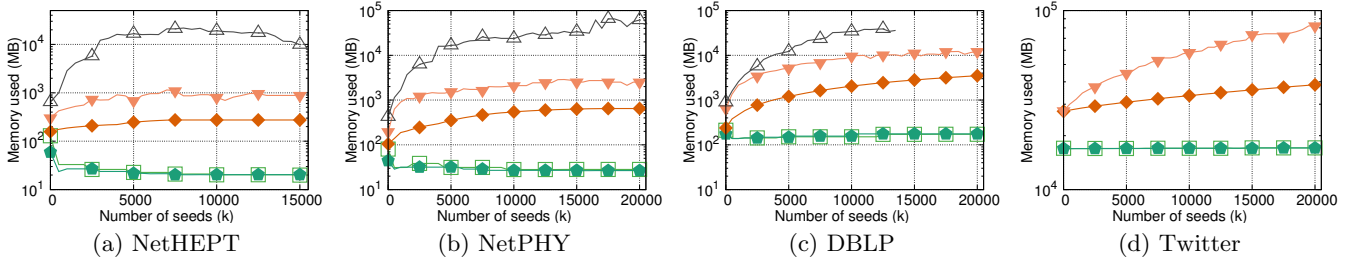 Memory used (MB)
10^4
10^3
10^2
10^1
0 5000 10000 15000
Number of seeds (k)
(a) NetHEPT
Memory used (MB)
10^5
10^4
10^3
10^2
10^1
0 5000 10000 15000 20000
Number of seeds (k)
(b) NetPHY
Memory used (MB)
10^5
10^4
10^3
10^2
10^1
0 5000 10000 15000 20000
Number of seeds (k)
(c) DBLP
Memory used (MB)
10^5
10^4
0 5000 10000 15000 20000
Number of seeds (k)
(d) Twitter